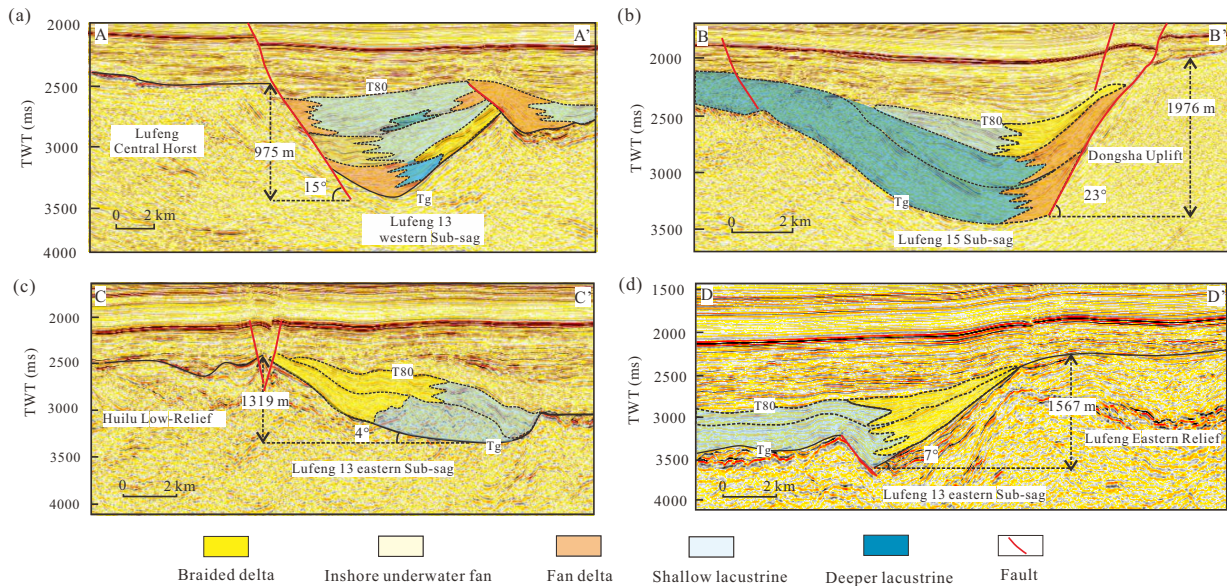 (a)
A
A'
2000
2500
3000
3500
4000
TWT (ms)
T80
Lufeng
Central Horst
975 m
15°
Tg
0 2 km
Lufeng 13
western Sub-sag
(b)
B
B'
2000
2500
3000
3500
TWT (ms)
T80
1976 m
Dongsha Uplift
Tg
23°
0 2 km
Lufeng 15 Sub-sag
(c)
C
C'
2000
2500
3000
3500
4000
TWT (ms)
T80
1319 m
Huilu Low-Relief
4°
Tg
Lufeng 13 eastern Sub-sag
0 2 km
(d)
D
D'
1500
2000
2500
3000
3500
4000
TWT (ms)
T80
1567 m
Lufeng Eastern Relief
Tg
7°
0 2 km
Lufeng 13 eastern Sub-sag
Braided delta
Inshore underwater fan
Fan delta
Shallow lacustrine
Deeper lacustrine
Fault